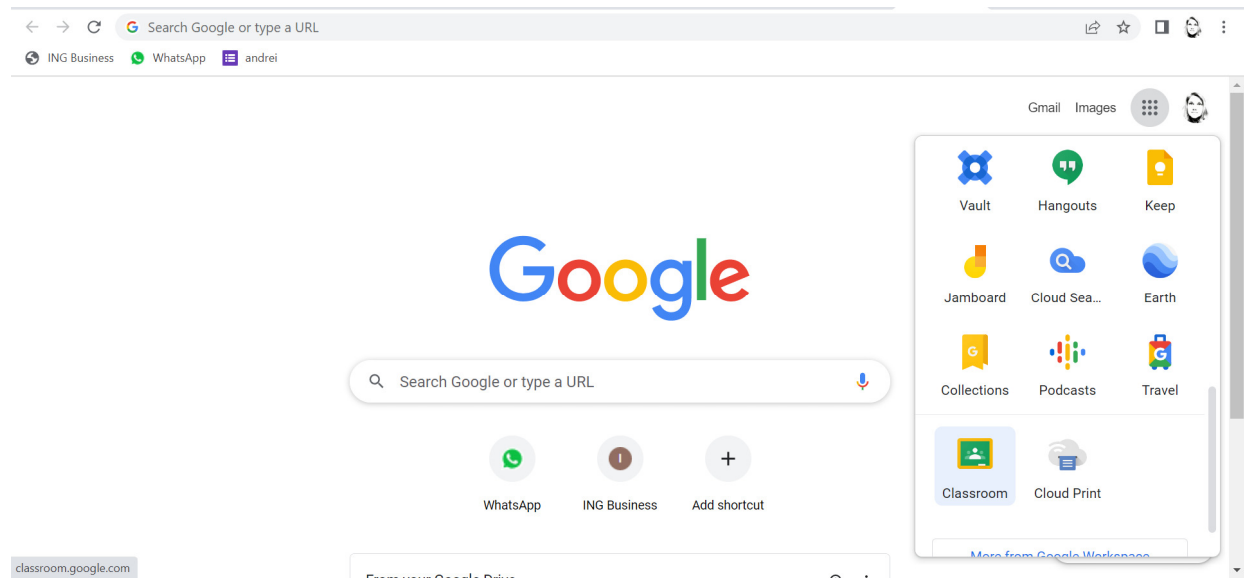 Search Google or type a URL
ING Business WhatsApp andrei
Gmail Images
Vault Hangouts Keep
Jamboard Cloud Sea... Earth
Collections Podcasts Travel
Classroom Cloud Print
More from Google Workspace
Google
Search Google or type a URL
WhatsApp ING Business Add shortcut
From your Google Drive
classroom.google.com